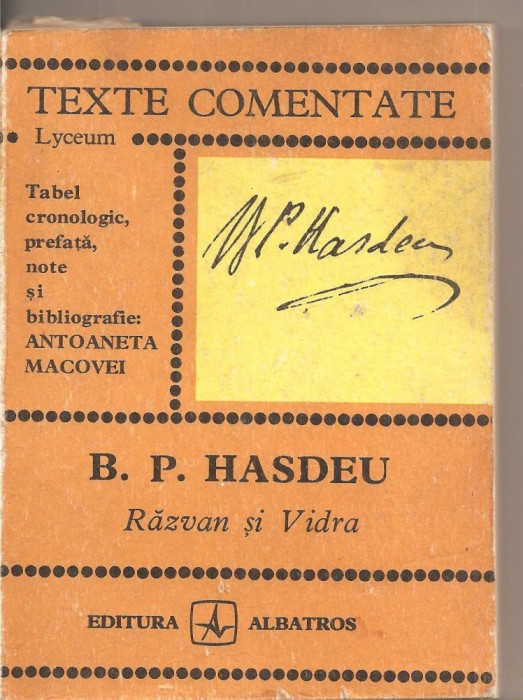 TEXTE COMENTATE
Lyceum
Tabel
cronologic,
prefață,
note
și
bibliografie:
ANTOANETA
MACOVEI
B P. Hasdeu
B. P. HASDEU
Răzvan și Vidra
EDITURA ALBATROS